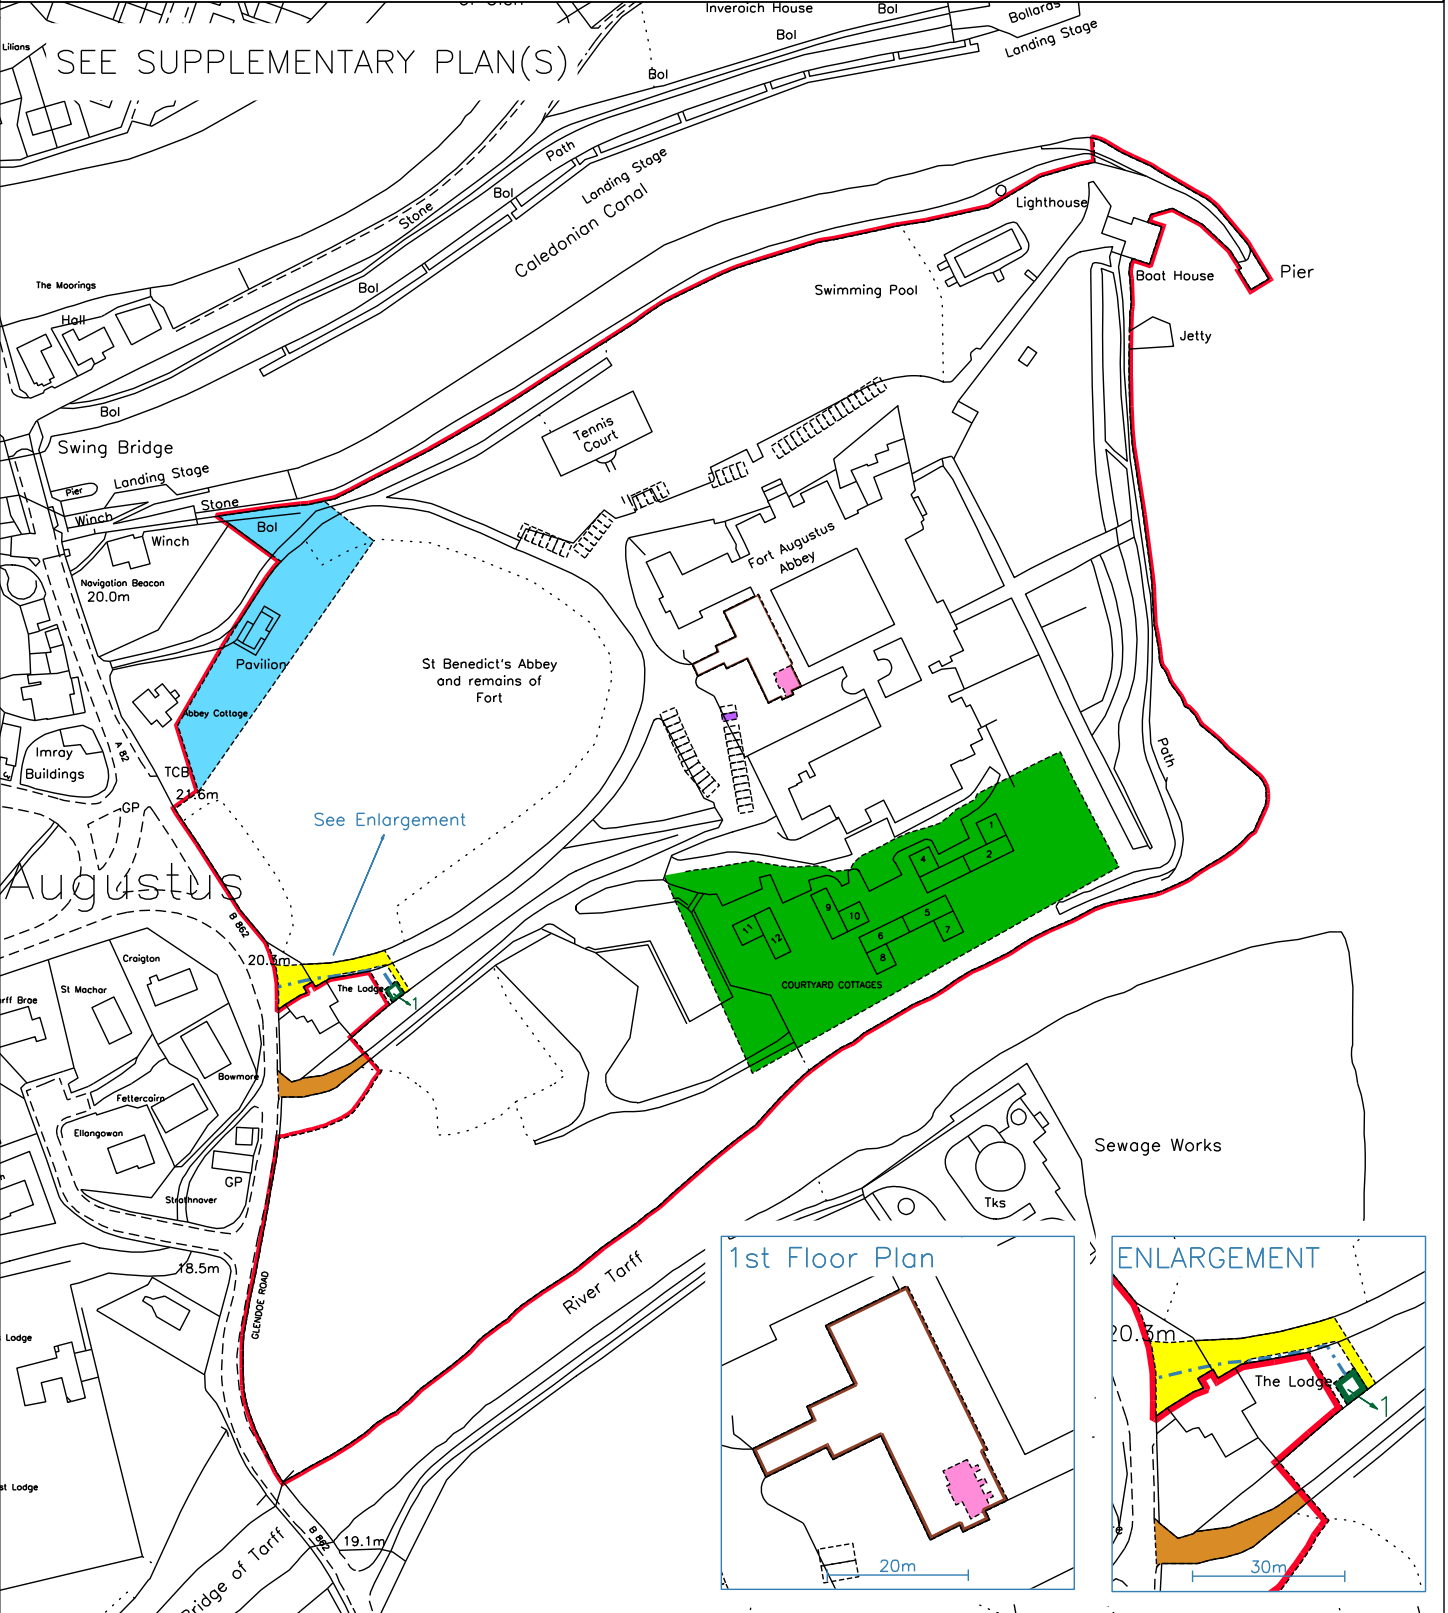 Inveroich House
Bol
Bollards
Landing Stage
Bol
Lilians
SEE SUPPLEMENTARY PLAN(S)
Bol
Path
Landing Stage
Bol
Stone
Caledonian Canal
Lighthouse
Boat House
Pier
The Moorings
Bol
Swimming Pool
Hall
Jetty
Bol
Tennis
Court
Swing Bridge
Landing Stage
Pier
Stone
Winch
Bol
Winch
Fort Augustus
Abbey
Navigation Beacon
20.0m
Pavilion
St Benedict's Abbey
and remains of
Fort
Abbey Cottage
A 82
Imray
Buildings
TCB
21.6m
GP
Path
See Enlargement
1
2
4
Augustus
B 862
9
10
5
11
12
6
7
8
20.3m
Craigton
St Machar
The Lodge
COURTYARD COTTAGES
1
rff Broe
Bowmore
Fettercairn
Ellangowan
GP
Strathnaver
Sewage Works
Tks
18.5m
GLENDOE ROAD
River Tarff
Lodge
st Lodge
B 862
19.1m
Bridge of Tarff
1st Floor Plan
20m
ENLARGEMENT
20.3m
The Lodge
1
e
30m